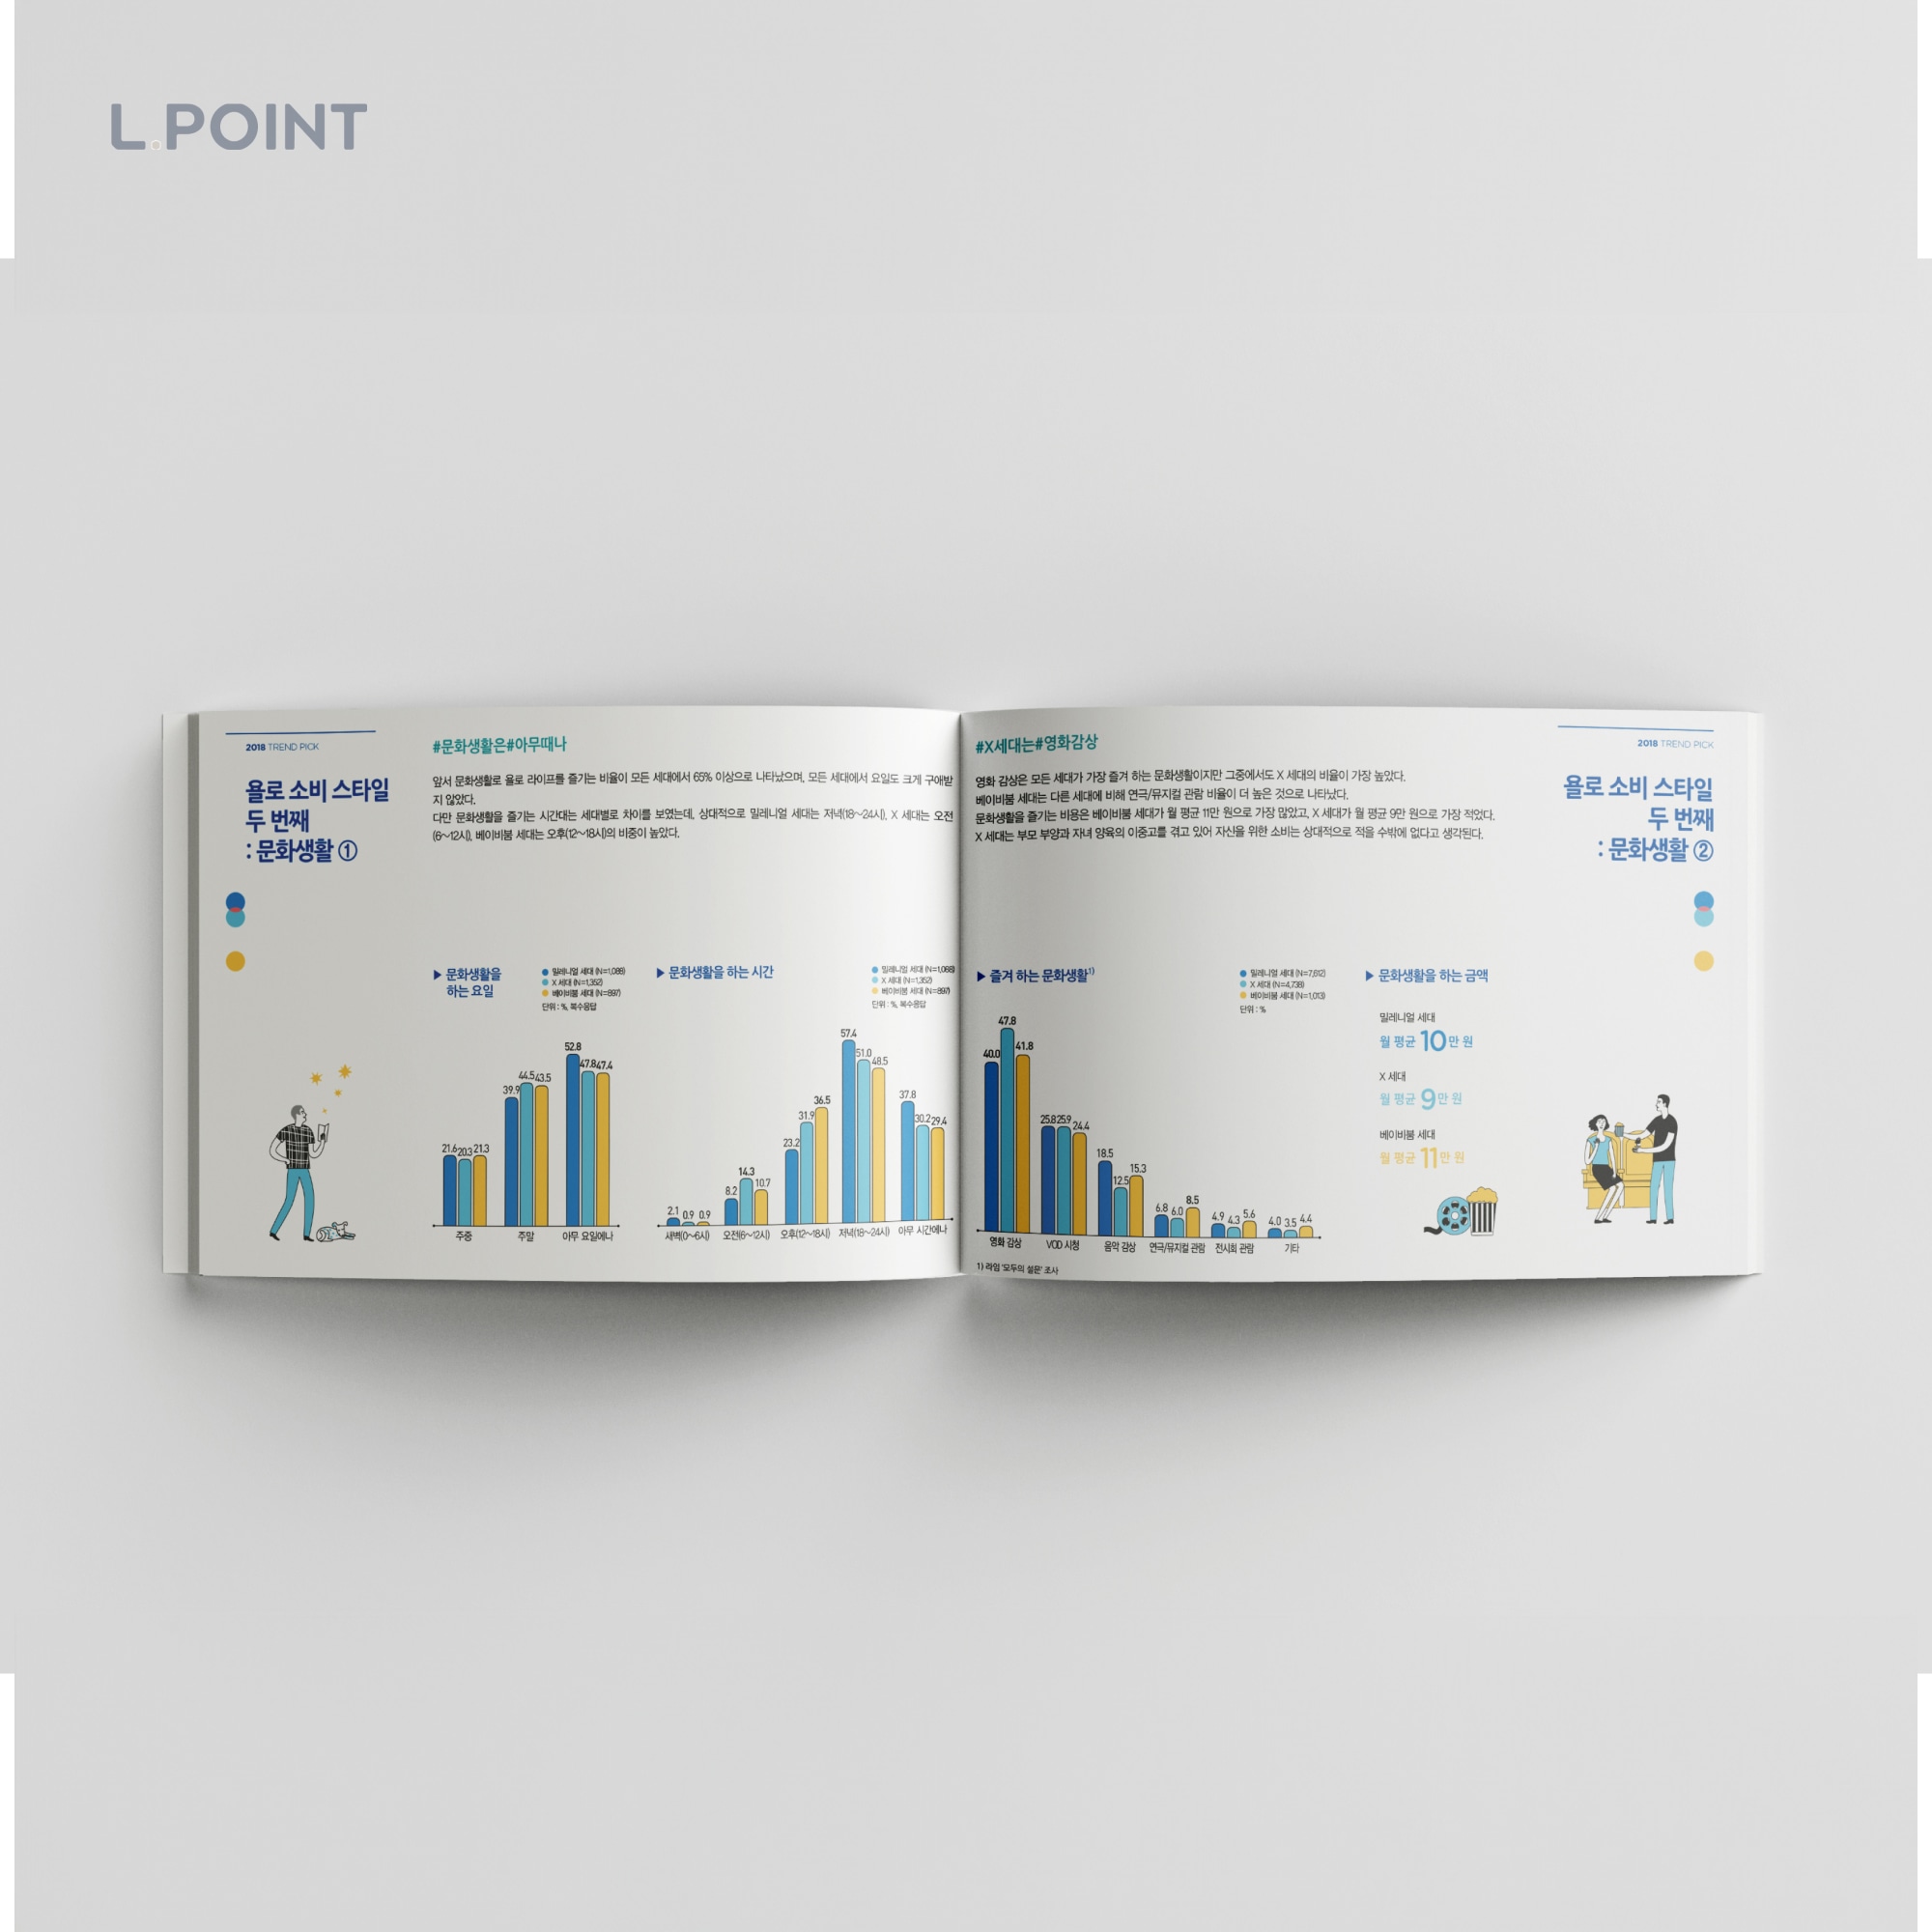 L.POINT
2018 TREND PICK
욜로 소비 스타일
두 번째
: 문화생활 ①
#문화생활은#아무때나
앞서 문화생활로 욜로 라이프를 즐기는 비율이 모든 세대에서 65% 이상으로 나타났으며, 모든 세대에서 요일도 크게 구애받
지 않았다.
다만 문화생활을 즐기는 시간대는 세대별로 차이를 보였는데, 상대적으로 밀레니얼 세대는 저녁(18~24시), X 세대는 오전
(6~12시), 베이비붐 세대는 오후(12~18시)의 비중이 높았다.
▶ 문화생활을
하는 요일
밀레니얼 세대 (N=1,088)
X 세대 (N=1,352)
베이비붐 세대 (N=897)
단위 : %, 복수응답
21.6 20.3 21.3
39.9 44.5 43.5
52.8 47.8 47.4
주중 주말 아무 요일에나
▶ 문화생활을 하는 시간
밀레니얼 세대 (N=1,088)
X 세대 (N=1,352)
베이비붐 세대 (N=897)
단위 : %, 복수응답
2.1 0.9 0.9
8.2 14.3 10.7
23.2 31.9 36.5
57.4 51.0 48.5
37.8 30.2 29.4
새벽(0~6시) 오전(6~12시) 오후(12~18시) 저녁(18~24시) 아무 시간에나
#X세대는#영화감상
영화 감상은 모든 세대가 가장 즐겨 하는 문화생활이지만 그중에서도 X 세대의 비율이 가장 높았다.
베이비붐 세대는 다른 세대에 비해 연극/뮤지컬 관람 비율이 더 높은 것으로 나타났다.
문화생활을 즐기는 비용은 베이비붐 세대가 월 평균 11만 원으로 가장 많았고, X 세대가 월 평균 9만 원으로 가장 적었다.
X 세대는 부모 부양과 자녀 양육의 이중고를 겪고 있어 자신을 위한 소비는 상대적으로 적을 수밖에 없다고 생각된다.
▶ 즐겨 하는 문화생활1)
밀레니얼 세대 (N=7,612)
X 세대 (N=4,738)
베이비붐 세대 (N=1,013)
단위 : %
40.0 47.8 41.8
25.8 25.9 24.4
18.5 12.5 15.3
6.8 6.0 8.5
4.9 4.3 5.6
4.0 3.5 4.4
영화 감상 VOD 시청 음악 감상 연극/뮤지컬 관람 전시회 관람 기타
1) 라임 '모두의 설문' 조사
▶ 문화생활을 하는 금액
밀레니얼 세대
월 평균 10만 원
X 세대
월 평균 9만 원
베이비붐 세대
월 평균 11만 원
2018 TREND PICK
욜로 소비 스타일
두 번째
: 문화생활 ②